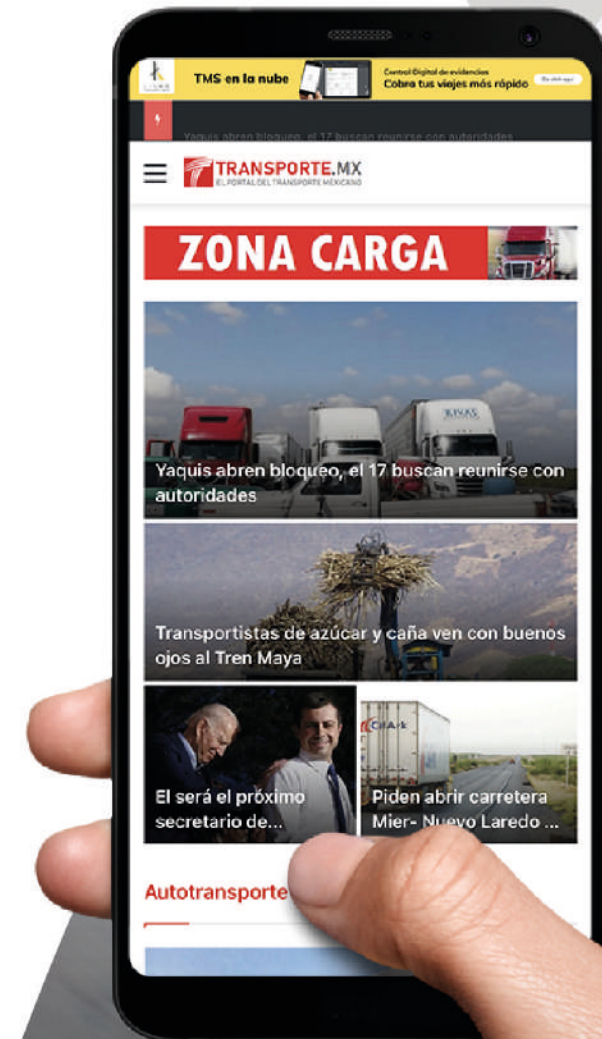 TMS en la nube
Control Digital de evidencias
Cobra tus viajes más rápido
Yaquis abren bloqueo, el 17 buscan reunirse con autoridades
TRANSPORTE.MX
EL PORTAL DEL TRANSPORTE MEXICANO
ZONA CARGA
RIVAS
Yaquis abren bloqueo, el 17 buscan reunirse con
autoridades
Transportistas de azúcar y caña ven con buenos
ojos al Tren Maya
El será el próximo
secretario de...
Piden abrir carretera
Mier- Nuevo Laredo ...
Autotransporte